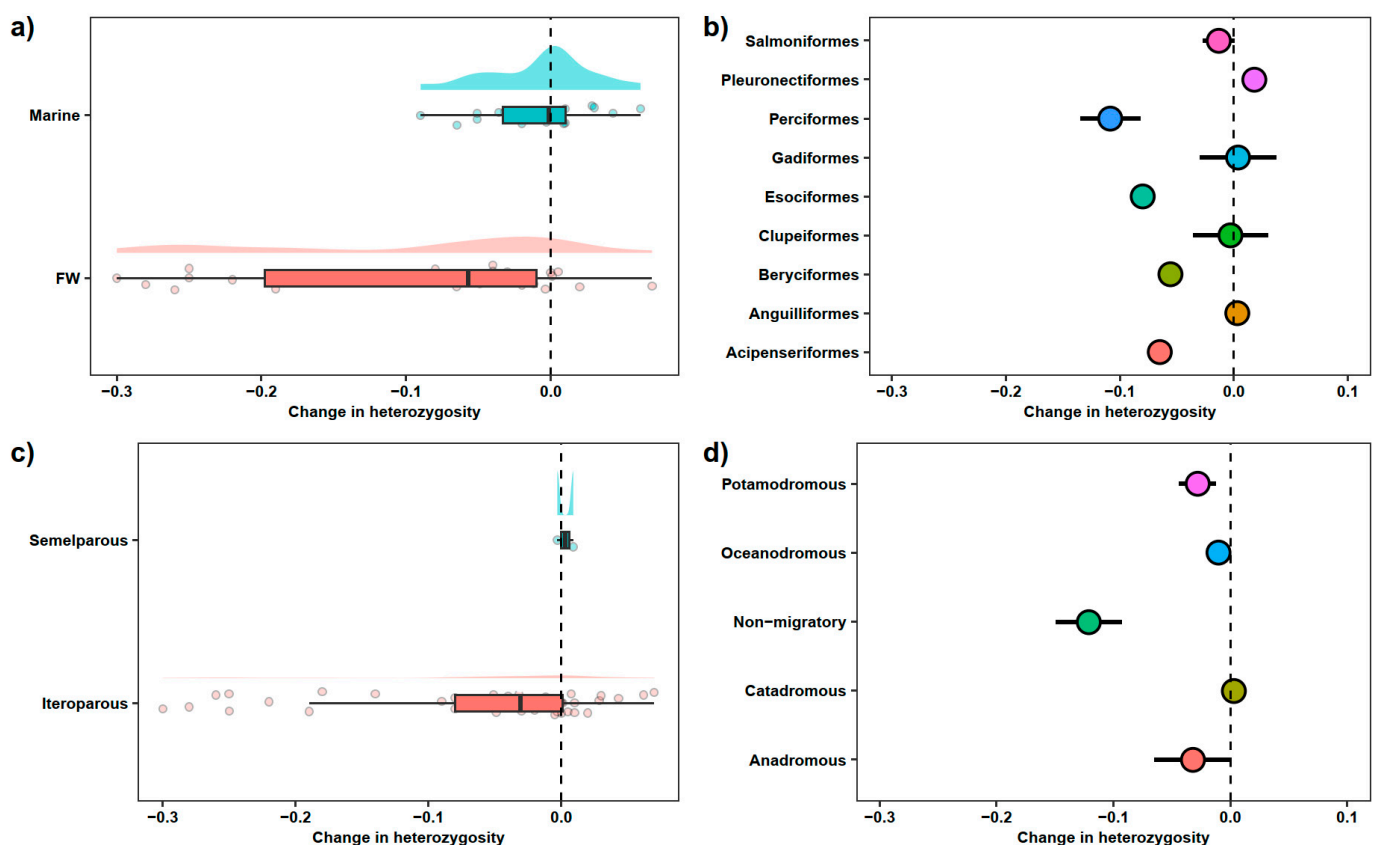 a)
Marine
FW
−0.3
−0.2
−0.1
0.0
Change in heterozygosity
b)
Salmoniformes
Pleuronectiformes
Perciformes
Gadiformes
Esociformes
Clupeiformes
Beryciformes
Anguilliformes
Acipenseriformes
−0.3
−0.2
−0.1
0.0
0.1
Change in heterozygosity
c)
Semelparous
Iteroparous
−0.3
−0.2
−0.1
0.0
Change in heterozygosity
d)
Potamodromous
Oceanodromous
Non−migratory
Catadromous
Anadromous
−0.3
−0.2
−0.1
0.0
0.1
Change in heterozygosity